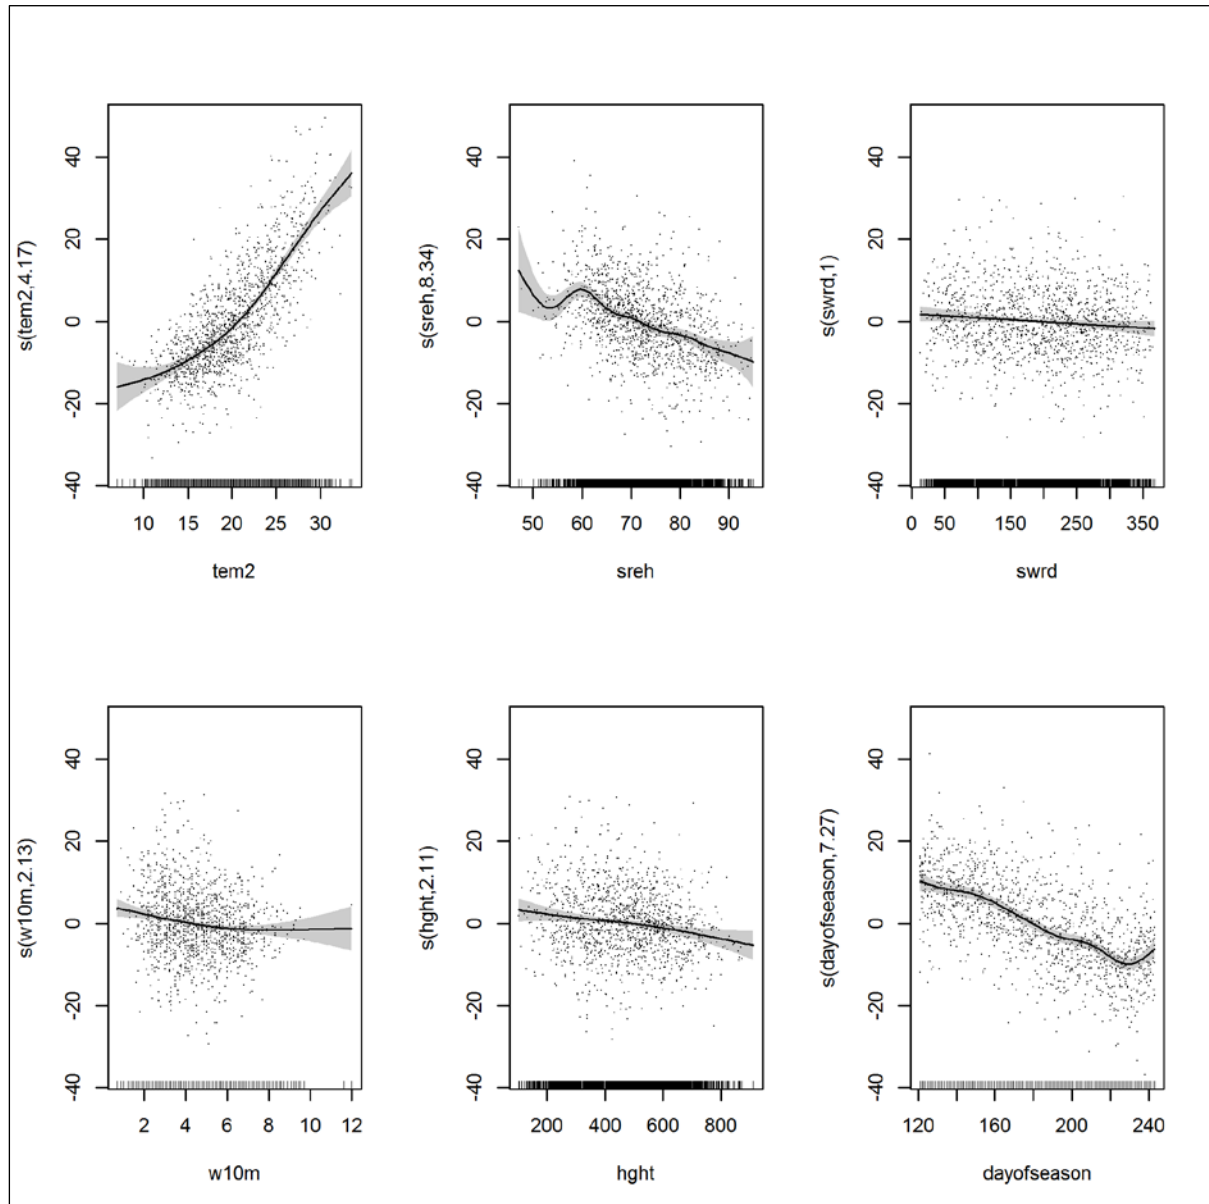 40
20
0
-20
-40
s(tem2,4.17)
10 15 20 25 30
tem2
40
20
0
-20
-40
s(sreh,8.34)
50 60 70 80 90
sreh
40
20
0
-20
-40
s(swrd,1)
0 50 150 250 350
swrd
40
20
0
-20
-40
s(w10m,2.13)
2 4 6 8 10 12
w10m
40
20
0
-20
-40
s(hght,2.11)
200 400 600 800
hght
40
20
0
-20
-40
s(dayofseason,7.27)
120 160 200 240
dayofseason